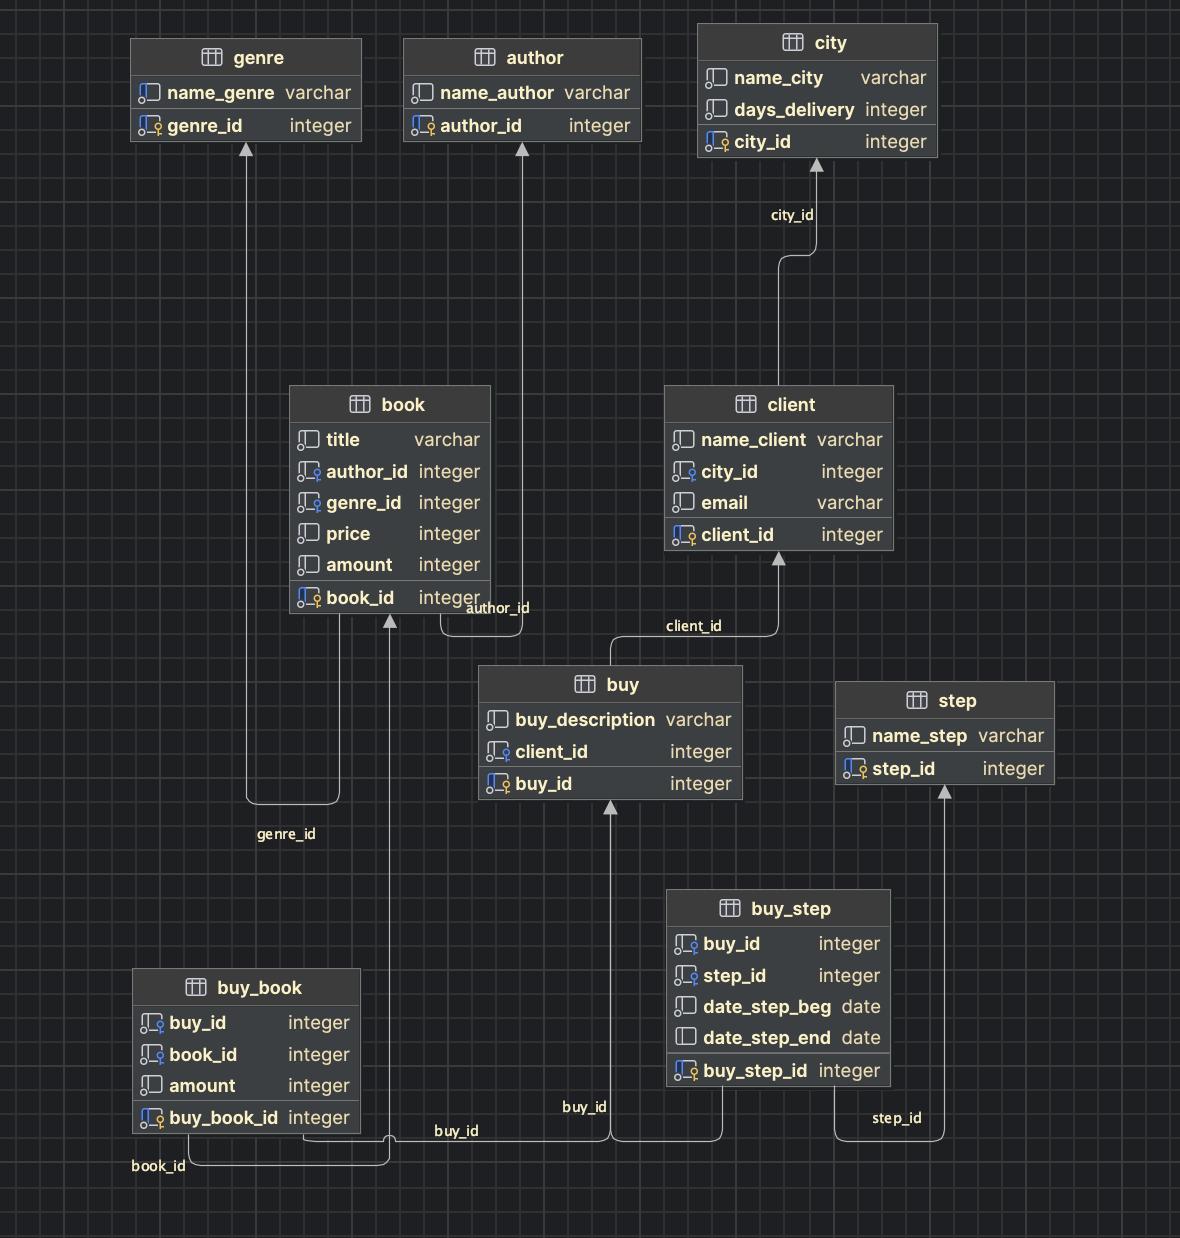 genre
name_genre varchar
genre_id integer
author
name_author varchar
author_id integer
city
name_city varchar
days_delivery integer
city_id integer
city_id
book
title varchar
author_id integer
genre_id integer
price integer
amount integer
book_id integer
author_id
client
name_client varchar
city_id integer
email varchar
client_id integer
client_id
buy
buy_description varchar
client_id integer
buy_id integer
step
name_step varchar
step_id integer
genre_id
buy_step
buy_id integer
step_id integer
date_step_beg date
date_step_end date
buy_step_id integer
buy_book
buy_id integer
book_id integer
amount integer
buy_book_id integer
buy_id
step_id
buy_id
book_id